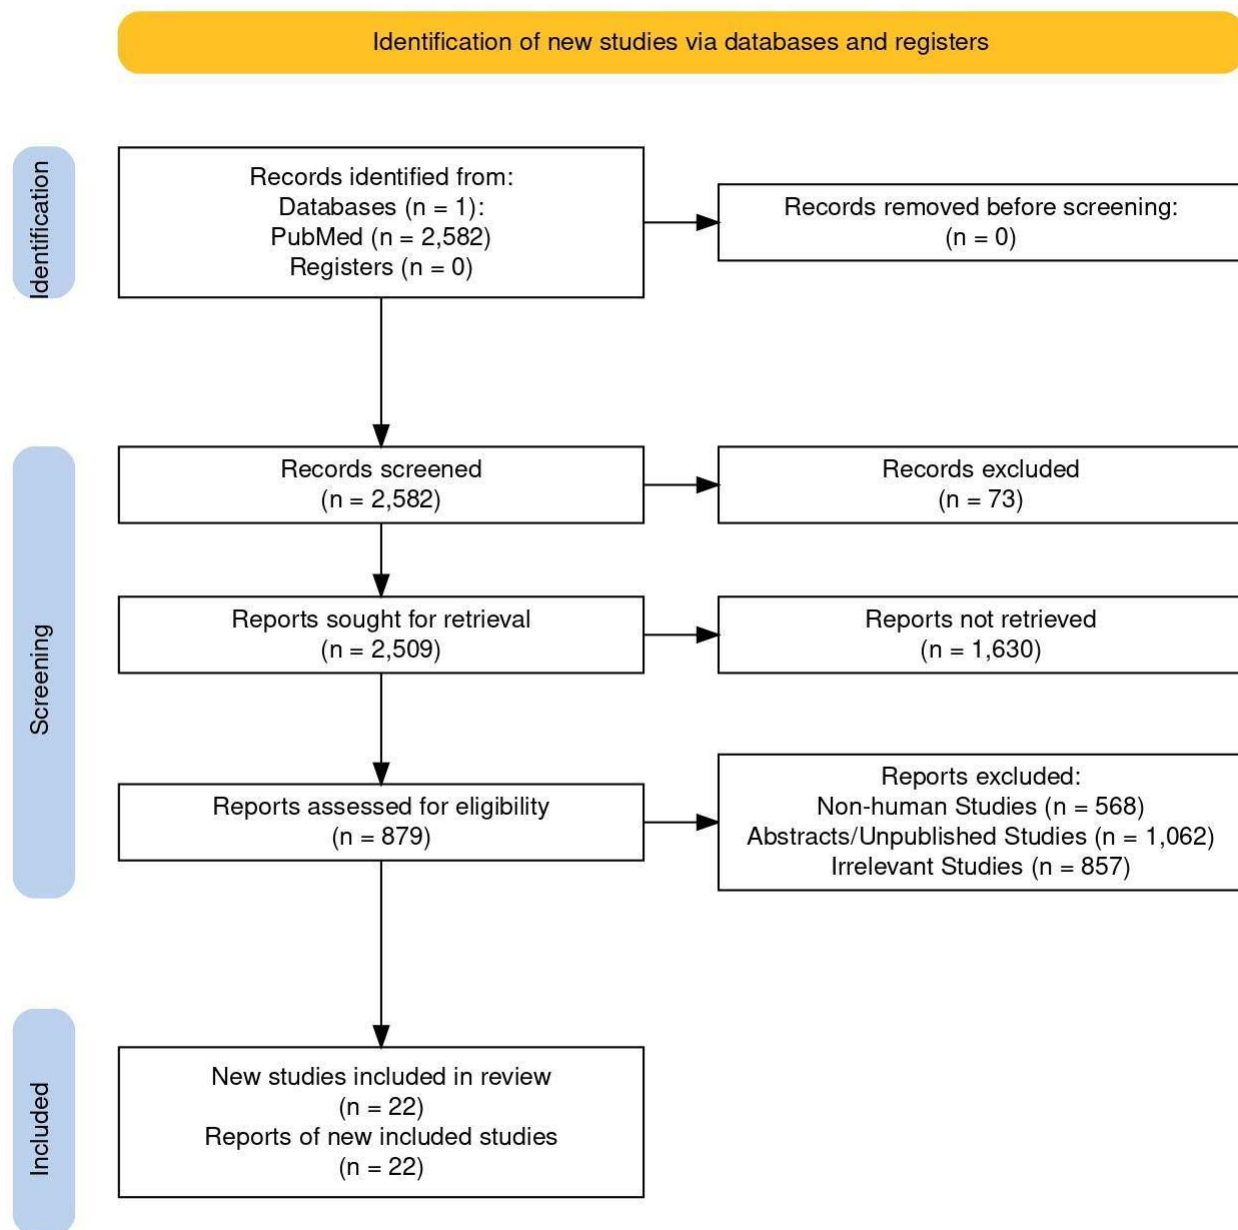 Identification of new studies via databases and registers
Identification
Records identified from:
Databases (n = 1):
PubMed (n = 2,582)
Registers (n = 0)
Records removed before screening:
(n = 0)
Screening
Records screened
(n = 2,582)
Records excluded
(n = 73)
Reports sought for retrieval
(n = 2,509)
Reports not retrieved
(n = 1,630)
Reports assessed for eligibility
(n = 879)
Reports excluded:
Non-human Studies (n = 568)
Abstracts/Unpublished Studies (n = 1,062)
Irrelevant Studies (n = 857)
Included
New studies included in review
(n = 22)
Reports of new included studies
(n = 22)